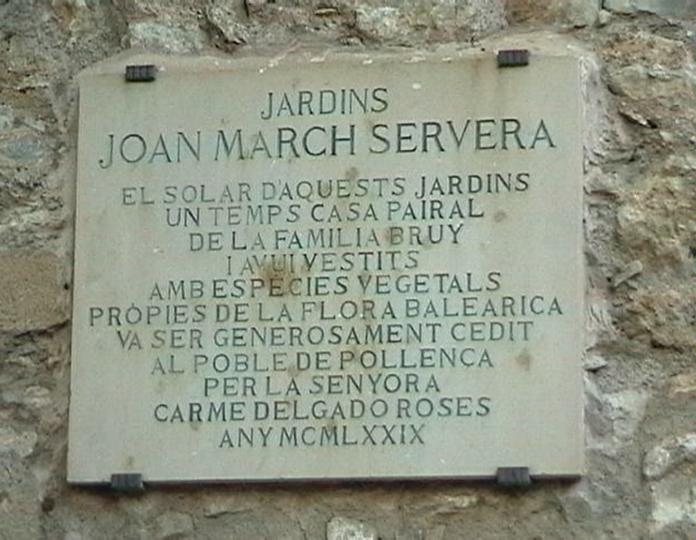 JARDINS
JOAN MARCH SERVERA
EL SOLAR D'AQUESTS JARDINS
UN TEMPS CASA PAIRAL
DE LA FAMILIA BRUY
I AVUI VESTITS
AMB ESPECIES VEGETALS
PRÒPIES DE LA FLORA BALEARICA
VA SER GENEROSAMENT CEDIT
AL POBLE DE POLLENÇA
PER LA SENYORA
CARME DELGADO ROSES
ANY MCMLXXIX